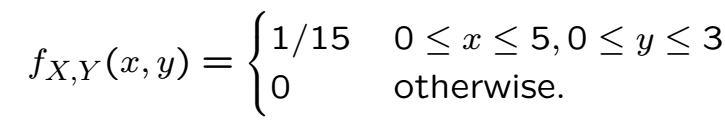 f_{X,Y}(x, y) = { 1/15 0 ≤ x ≤ 5, 0 ≤ y ≤ 3
0 otherwise.